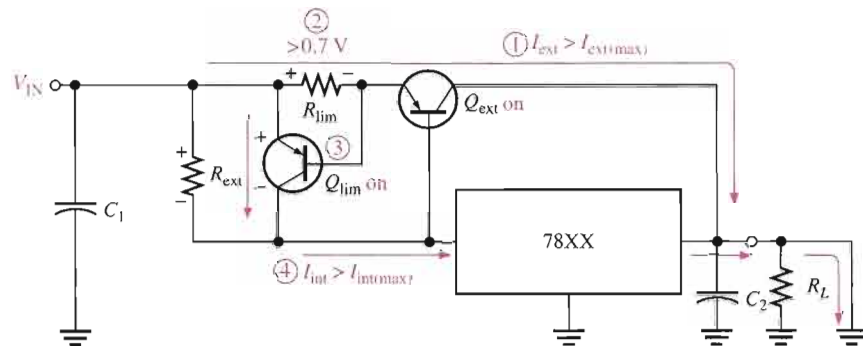 ②
>0.7 V
① I_ext > I_ext(max)
V_IN
+
−
R_lim
Q_ext on
+
③
+
R_ext
−
−
Q_lim on
C_1
78XX
④ I_int > I_int(max)?
C_2
R_L